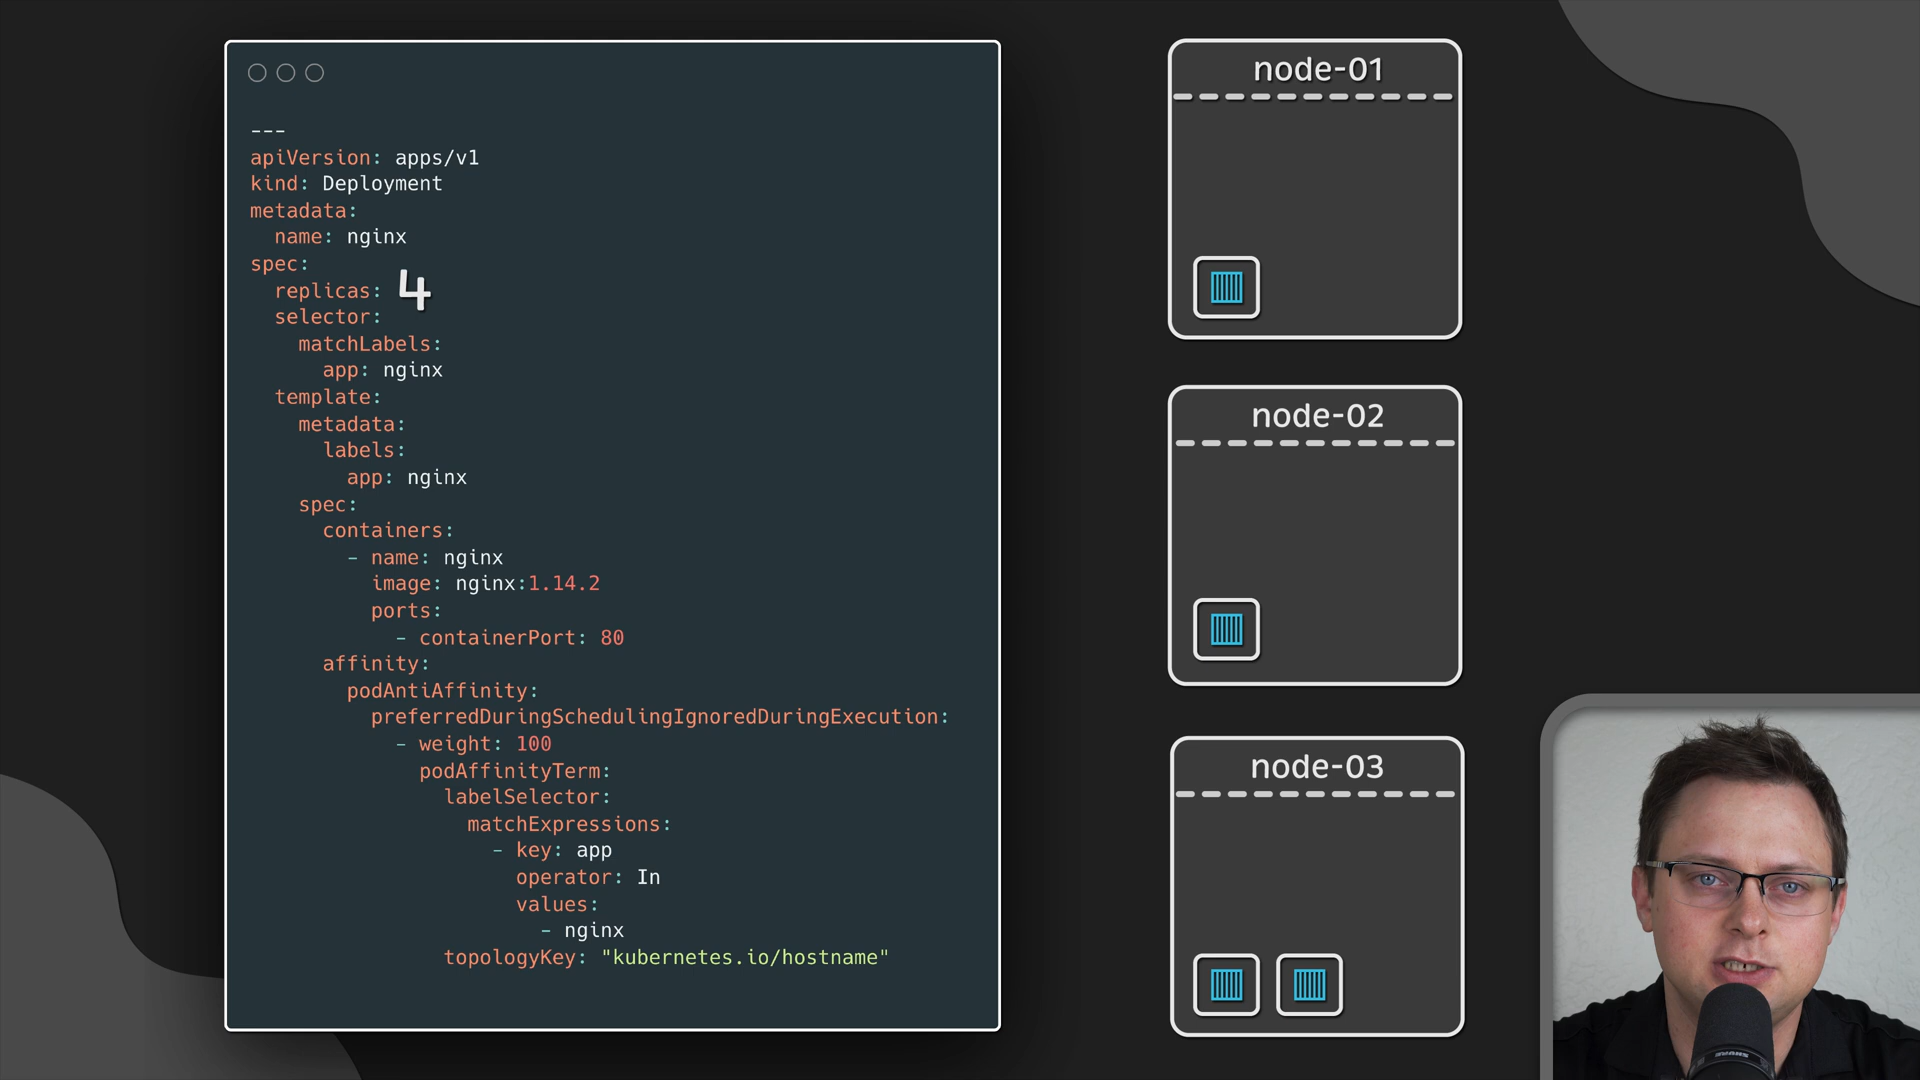 ---
apiVersion: apps/v1
kind: Deployment
metadata:
  name: nginx
spec:
  replicas: 4
  selector:
    matchLabels:
      app: nginx
  template:
    metadata:
      labels:
        app: nginx
    spec:
      containers:
        - name: nginx
          image: nginx:1.14.2
          ports:
            - containerPort: 80
      affinity:
        podAntiAffinity:
          preferredDuringSchedulingIgnoredDuringExecution:
            - weight: 100
              podAffinityTerm:
                labelSelector:
                  matchExpressions:
                    - key: app
                      operator: In
                      values:
                        - nginx
                topologyKey: "kubernetes.io/hostname"
node-01
node-02
node-03
SHURE